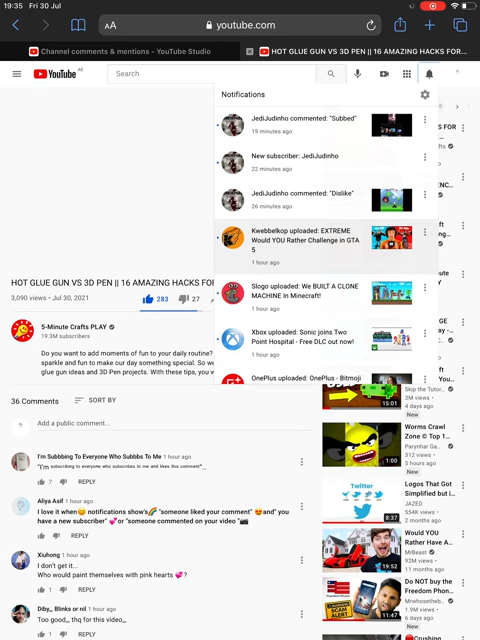 19:35 Fri 30 Jul
AA
youtube.com
Channel comments & mentions - YouTube Studio
HOT GLUE GUN VS 3D PEN || 16 AMAZING HACKS FOR...
YouTube AE
Search
Notifications
JediJudinho commented: "Subbed"
19 minutes ago
New subscriber: JediJudinho
22 minutes ago
JediJudinho commented: "Dislike"
26 minutes ago
Kwebbelkop uploaded: EXTREME
Would YOU Rather Challenge in GTA
5
1 hour ago
Slogo uploaded: We BUILT A CLONE
MACHINE In Minecraft!
1 hour ago
Xbox uploaded: Sonic joins Two
Point Hospital - Free DLC out now!
1 hour ago
OnePlus uploaded: OnePlus - Bitmoji
HOT GLUE GUN VS 3D PEN || 16 AMAZING HACKS FOR
3,090 views • Jul 30, 2021
283
27
5-Minute Crafts PLAY
19.3M subscribers
Do you want to add moments of fun to your daily routine?
sparkle and fun to make our day something special. So we
glue gun ideas and 3D Pen projects. With these tips, you w
36 Comments
SORT BY
Add a public comment...
I'm Subbbing To Everyone Who Subbbs To Me 1 hour ago
"I'm subscribing to everyone who subscribes to me and likes this comment"...
7
REPLY
Aliya Asif 1 hour ago
I love it when😊 notifications show's🌈 "someone liked your comment" 😍and"you
have a new subscriber" 💞or "someone commented on your video "📷
REPLY
Xiuhong 1 hour ago
I don't get it...
Who would paint themselves with pink hearts 💞?
1
REPLY
Diby,, Blinks or nil 1 hour ago
Too good,, thq for this video,,
1
REPLY
15:01
Skip the Tutor...
3M views •
4 days ago
New
Worms Crawl
Zone © Top 1...
Parynhar Ga...
312 views •
5 hours ago
New
1:00
Twitter
Logos That Got
Simplified but i...
JAZED
554K views •
2 months ago
8:37
Would YOU
Rather Have A...
MrBeast
92M views •
11 months ago
19:52
SCAM ALERT
Do NOT buy the
Freedom Phon...
Mrwhosetheb...
1.9M views •
6 days ago
New
11:47
Crushing